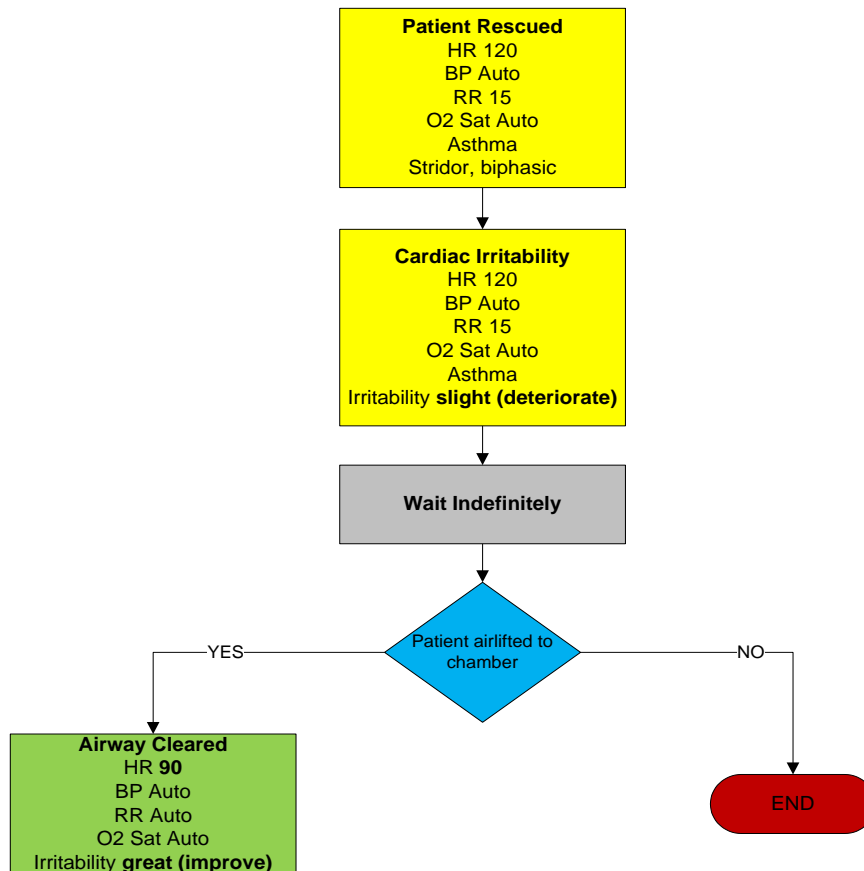 Patient Rescued
HR 120
BP Auto
RR 15
O2 Sat Auto
Asthma
Stridor, biphasic
Cardiac Irritability
HR 120
BP Auto
RR 15
O2 Sat Auto
Asthma
Irritability slight (deteriorate)
Wait Indefinitely
Patient airlifted to
chamber
YES
NO
Airway Cleared
HR 90
BP Auto
RR Auto
O2 Sat Auto
Irritability great (improve)
END